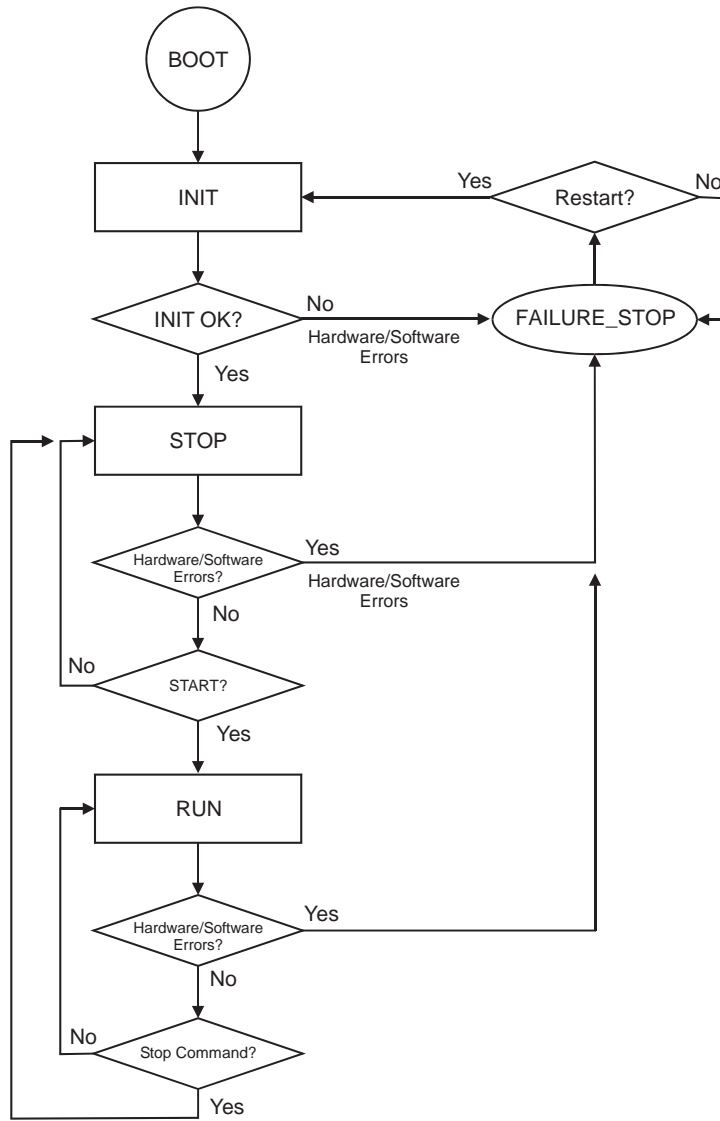 BOOT
INIT
Yes
Restart?
No
INIT OK?
No
Hardware/Software
Errors
FAILURE_STOP
Yes
STOP
Hardware/Software
Errors?
Yes
Hardware/Software
Errors
No
No
START?
Yes
RUN
Hardware/Software
Errors?
Yes
No
No
Stop Command?
Yes